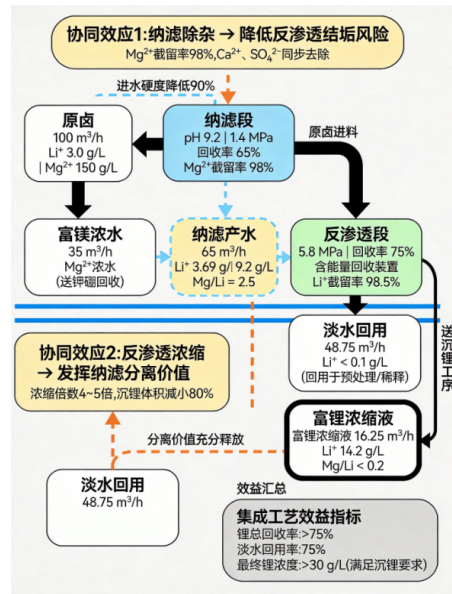 协同效应1:纳滤除杂 → 降低反渗透结垢风险
Mg²⁺截留率98%,Ca²⁺、SO₄²⁻同步去除
进水硬度降低90%
原卤
100 m³/h
Li⁺ 3.0 g/L
| Mg²⁺ 150 g/L
纳滤段
pH 9.2 | 1.4 MPa
回收率 65%
Mg²⁺截留率 98%
原卤进料
富镁浓水
35 m³/h
Mg²⁺浓水
(送钾硼回收)
纳滤产水
65 m³/h
Li⁺ 3.69 g/| 9.2 g/L
Mg/Li = 2.5
反渗透段
5.8 MPa | 回收率 75%
含能量回收装置
Li⁺截留率 98.5%
送沉锂工序
淡水回用
48.75 m³/h
Li⁺ < 0.1 g/L
(回用于预处理/稀释)
协同效应2:反渗透浓缩
→ 发挥纳滤分离价值
浓缩倍数4~5倍,沉锂体积减小80%
富锂浓缩液
富锂浓缩液 16.25 m³/h
Li⁺ 14.2 g/L
Mg/Li < 0.2
分离价值充分释放
淡水回用
48.75 m³/h
效益汇总
集成工艺效益指标
锂总回收率:>75%
淡水回用率:75%
最终锂浓度:>30 g/L(满足沉锂要求)